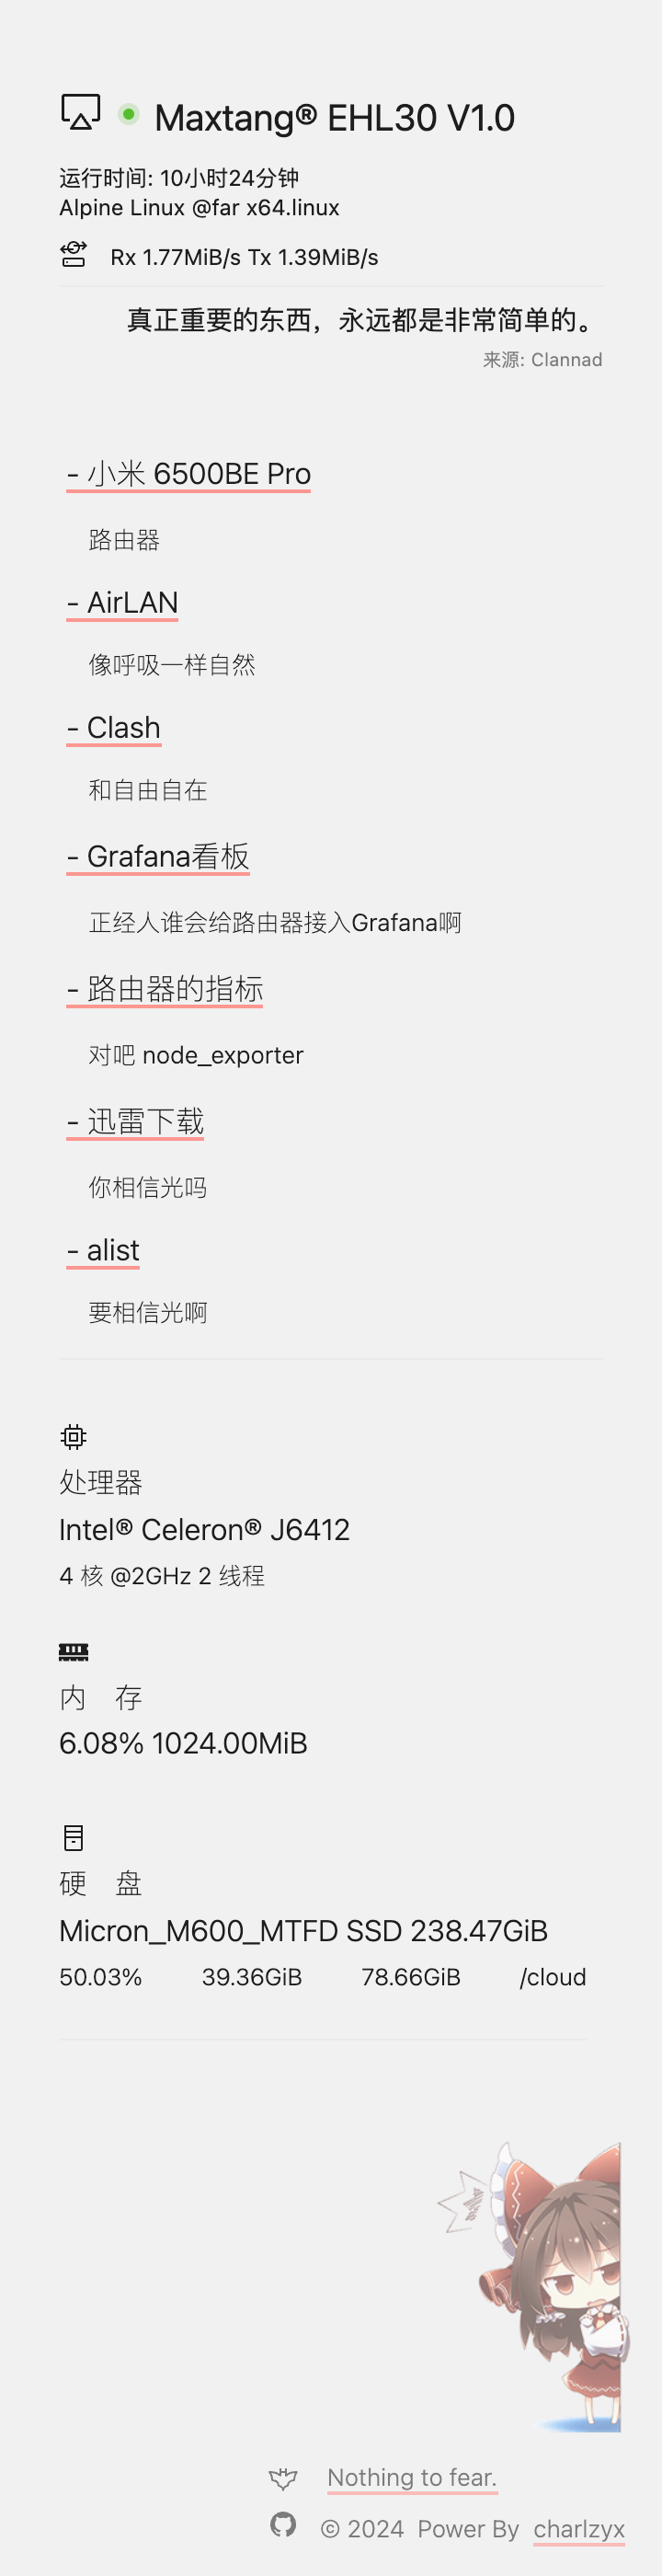 Maxtang® EHL30 V1.0
运行时间: 10小时24分钟
Alpine Linux @far x64.linux
Rx 1.77MiB/s Tx 1.39MiB/s
真正重要的东西，永远都是非常简单的。
来源: Clannad
- 小米 6500BE Pro
路由器
- AirLAN
像呼吸一样自然
- Clash
和自由自在
- Grafana看板
正经人谁会给路由器接入Grafana啊
- 路由器的指标
对吧 node_exporter
- 迅雷下载
你相信光吗
- alist
要相信光啊
处理器
Intel® Celeron® J6412
4 核 @2GHz 2 线程
内 存
6.08% 1024.00MiB
硬 盘
Micron_M600_MTFD SSD 238.47GiB
50.03% 39.36GiB 78.66GiB /cloud
Nothing to fear.
© 2024 Power By charlzyx